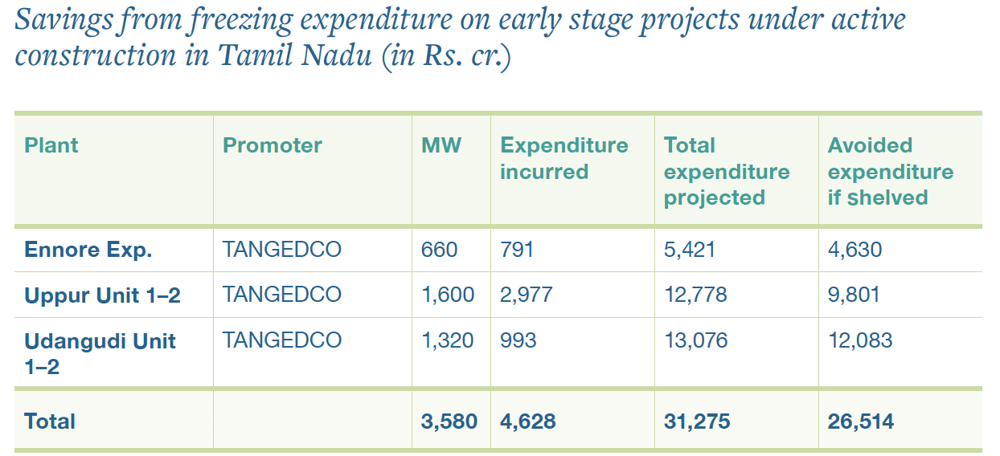 Savings from freezing expenditure on early stage projects under active
construction in Tamil Nadu (in Rs. cr.)
Plant Promoter MW Expenditure incurred Total expenditure projected Avoided expenditure if shelved
Ennore Exp. TANGEDCO 660 791 5,421 4,630
Uppur Unit 1–2 TANGEDCO 1,600 2,977 12,778 9,801
Udangudi Unit 1–2 TANGEDCO 1,320 993 13,076 12,083
Total 3,580 4,628 31,275 26,514